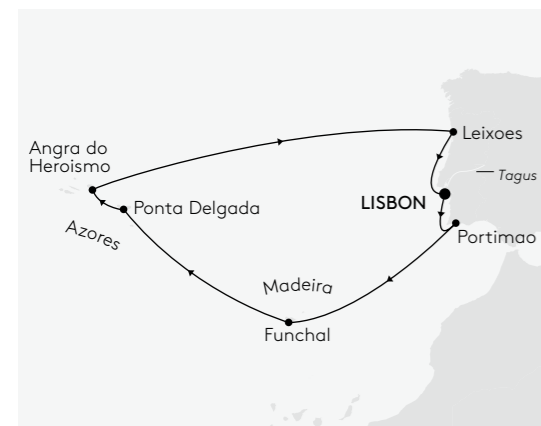 Leixoes
Angra do
Heroismo
Tagus
LISBON
Ponta Delgada
Azores
Portimao
Madeira
Funchal